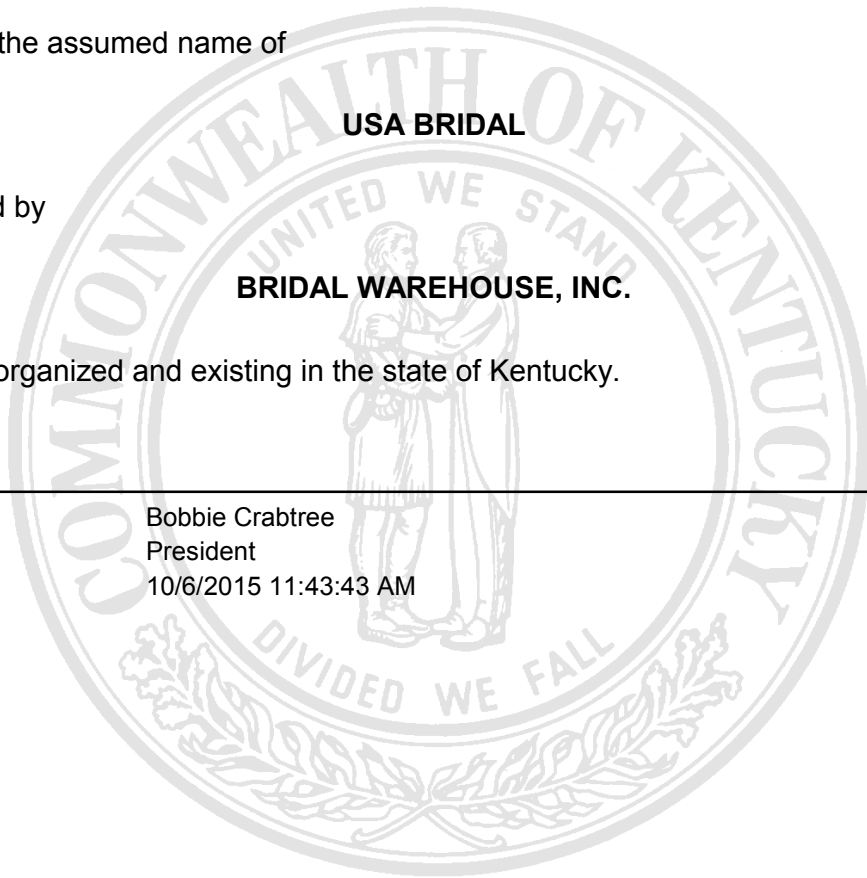 the assumed name of
USA BRIDAL
d by
BRIDAL WAREHOUSE, INC.
organized and existing in the state of Kentucky.
Bobbie Crabtree
President
10/6/2015 11:43:43 AM
COMMONWEALTH OF KENTUCKY
UNITED WE STAND
DIVIDED WE FALL